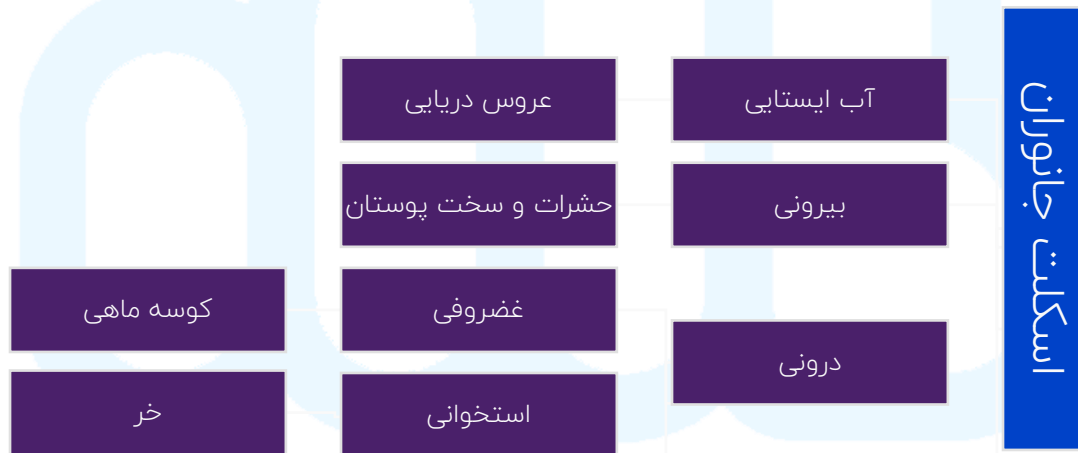 اسکلت جانوران
آب ایستایی
عروس دریایی
بیرونی
حشرات و سخت پوستان
درونی
غضروفی
کوسه ماهی
استخوانی
خر